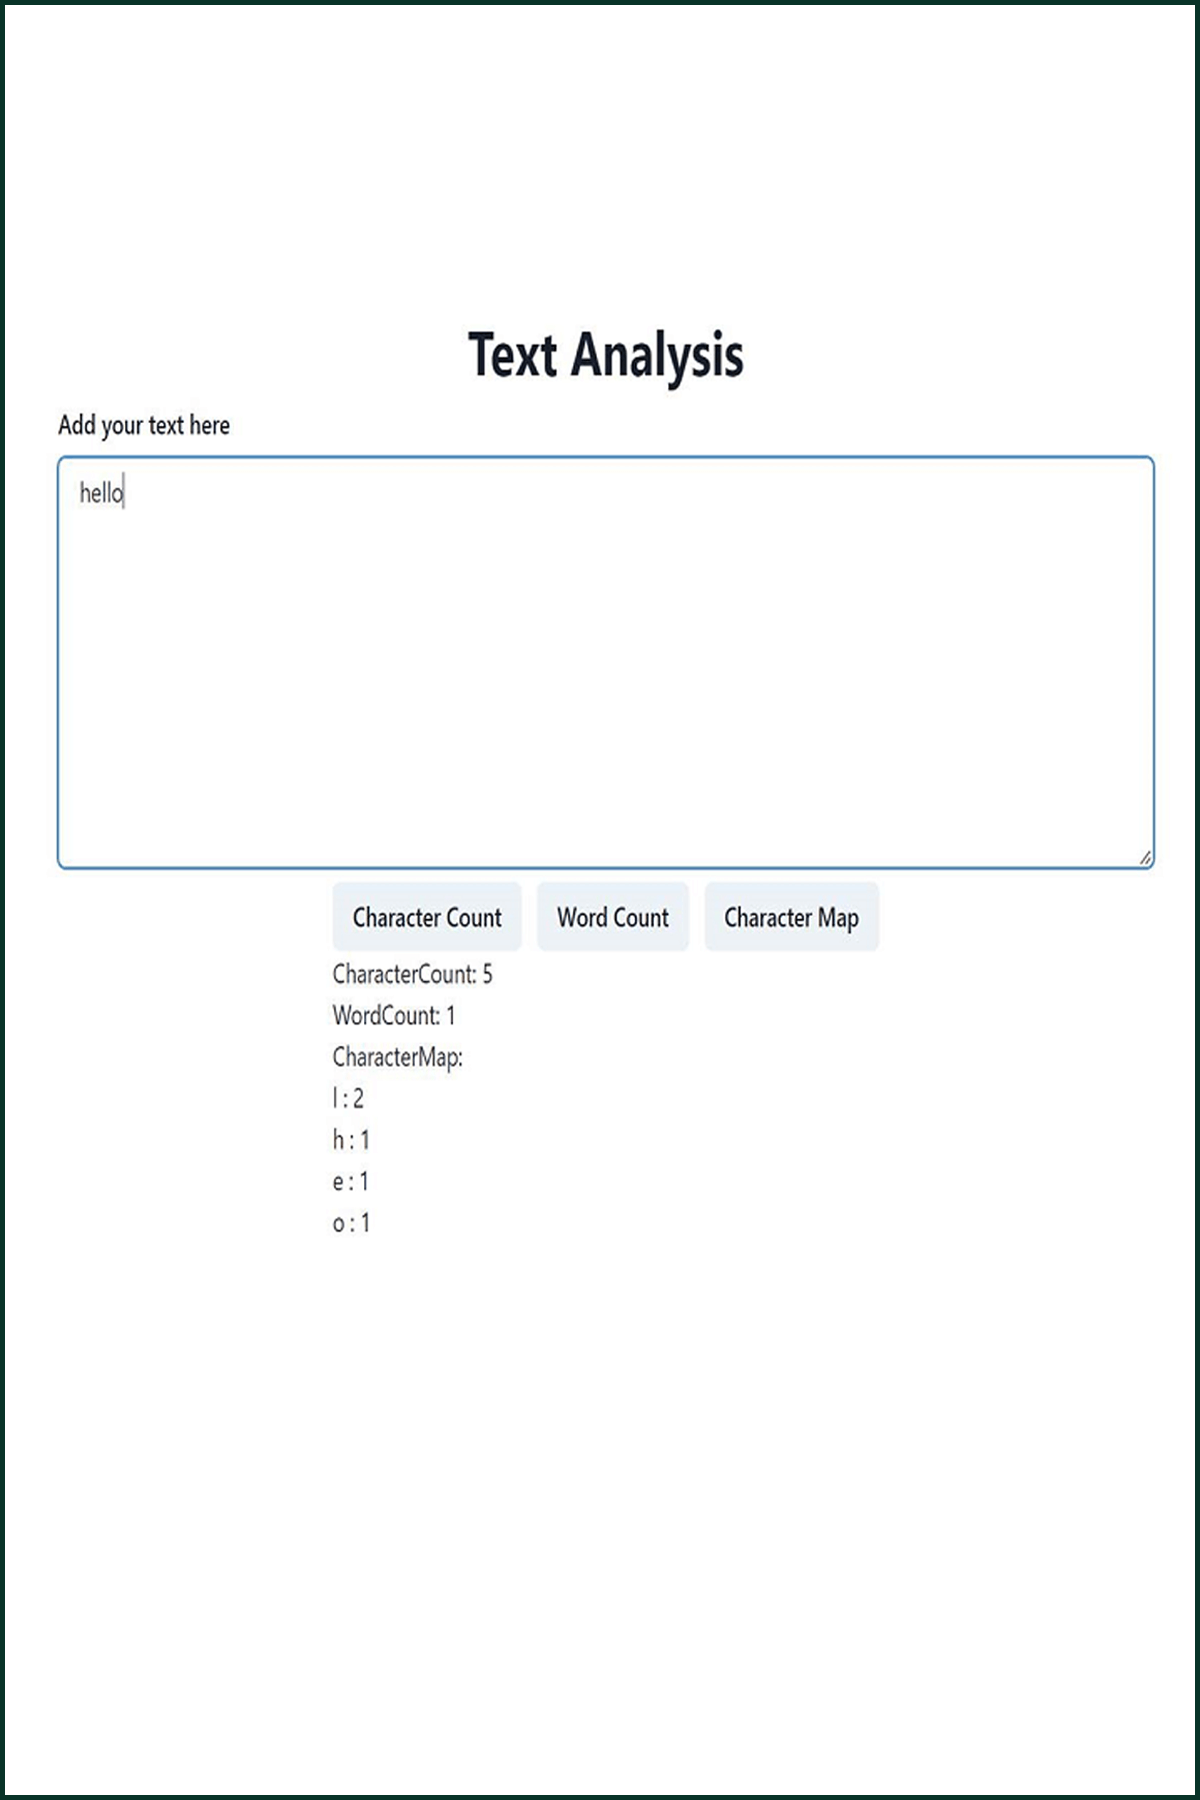 Text Analysis
Add your text here
hello
Character Count Word Count Character Map
CharacterCount: 5
WordCount: 1
CharacterMap:
l : 2
h : 1
e : 1
o : 1